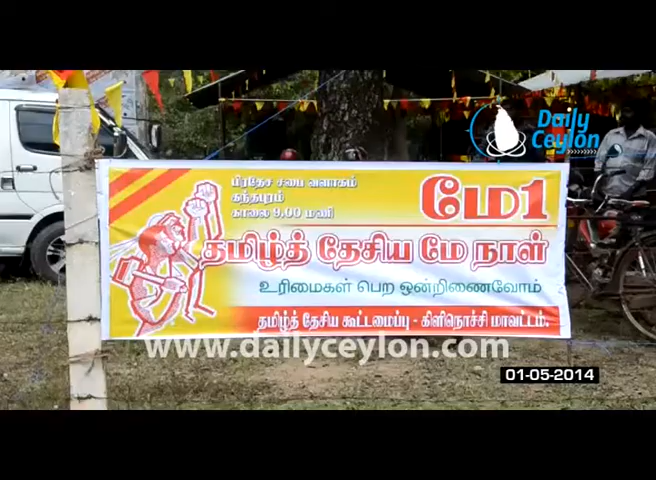 Daily
Ceylon
பிரதேச சபை வளாகம்
கந்தபுரம்
காலை 9.00 மணி
மே1
தமிழ்த் தேசிய மே நாள்
உரிமைகள் பெற ஒன்றிணைவோம்
தமிழ்த் தேசிய கூட்டமைப்பு - கிளிநொச்சி மாவட்டம்.
www.dailyceylon.com
01-05-2014